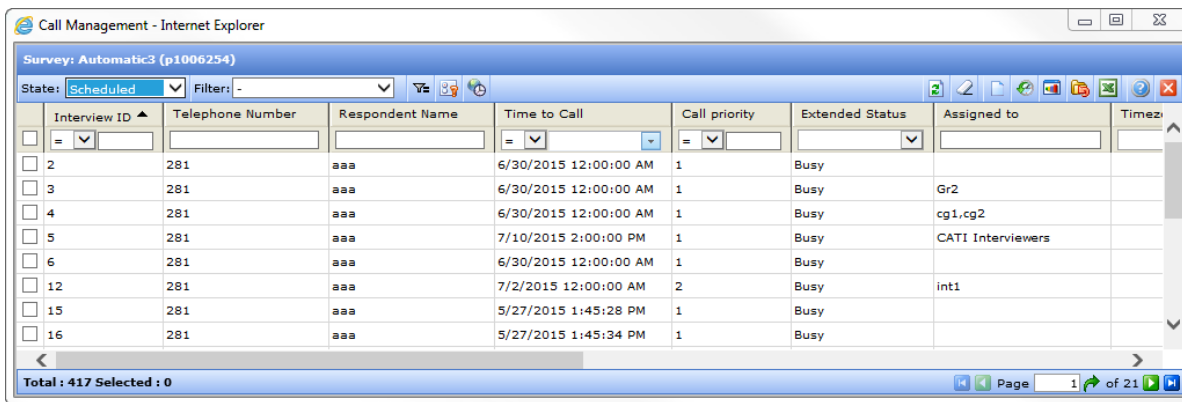 Call Management - Internet Explorer
Survey: Automatic3 (p1006254)
State: Scheduled Filter: -
Interview ID Telephone Number Respondent Name Time to Call Call priority Extended Status Assigned to Timez
= = =
2 281 aaa 6/30/2015 12:00:00 AM 1 Busy
3 281 aaa 6/30/2015 12:00:00 AM 1 Busy Gr2
4 281 aaa 6/30/2015 12:00:00 AM 1 Busy cg1,cg2
5 281 aaa 7/10/2015 2:00:00 PM 1 Busy CATI Interviewers
6 281 aaa 6/30/2015 12:00:00 AM 1 Busy
12 281 aaa 7/2/2015 12:00:00 AM 2 Busy int1
15 281 aaa 5/27/2015 1:45:28 PM 1 Busy
16 281 aaa 5/27/2015 1:45:34 PM 1 Busy
Total : 417 Selected : 0 Page 1 of 21